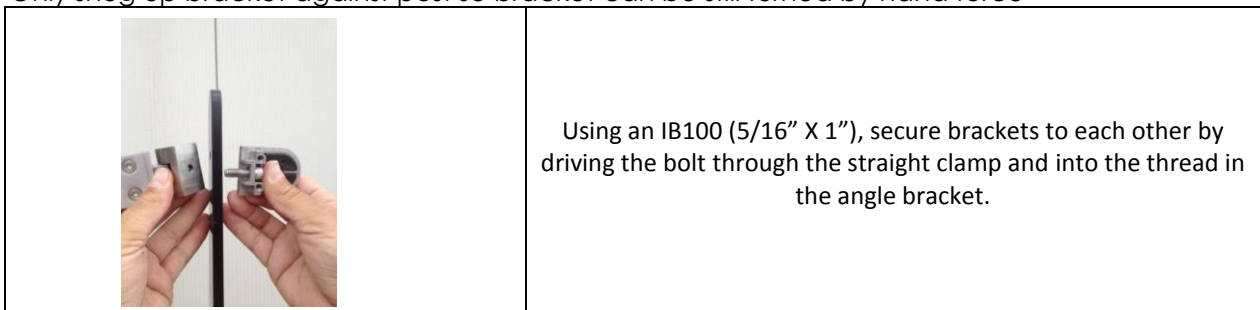 Using an IB100 (5/16” X 1”), secure brackets to each other by
driving the bolt through the straight clamp and into the thread in
the angle bracket.